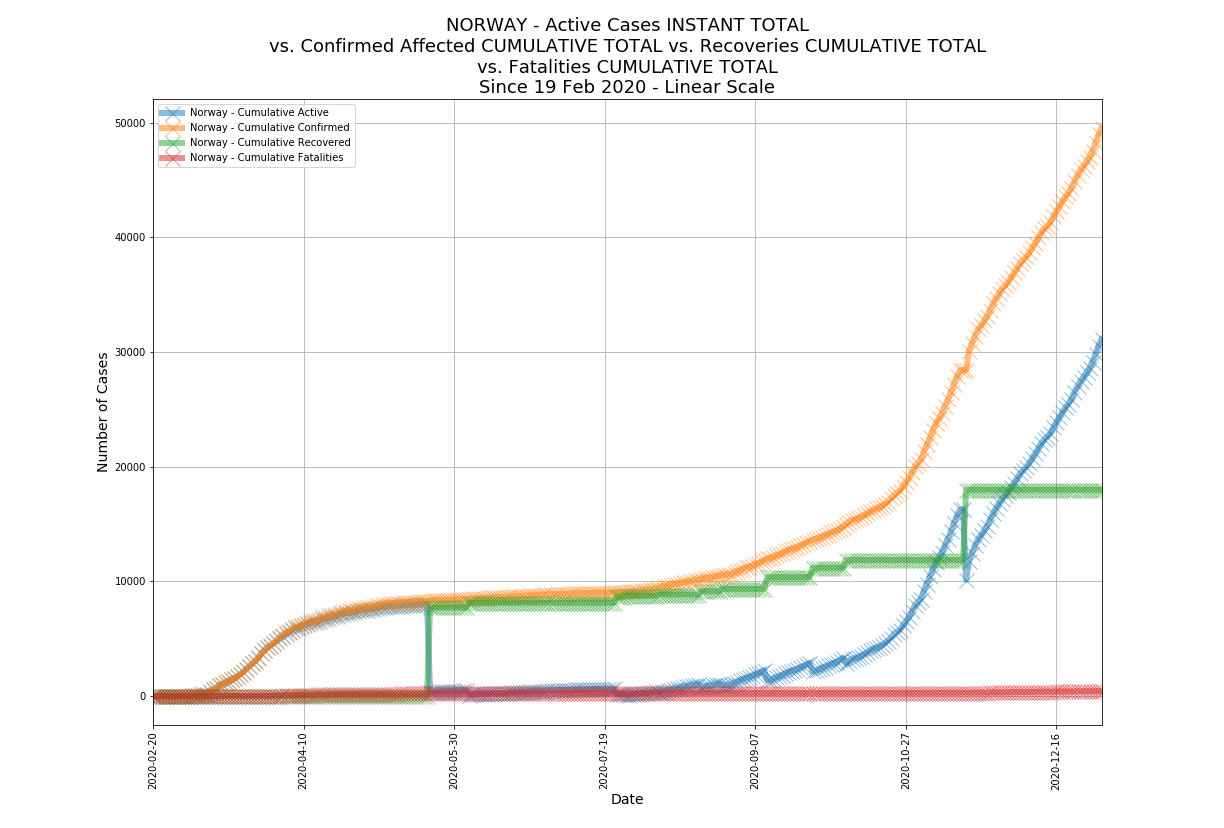 NORWAY - Active Cases INSTANT TOTAL
vs. Confirmed Affected CUMULATIVE TOTAL vs. Recoveries CUMULATIVE TOTAL
vs. Fatalities CUMULATIVE TOTAL
Since 19 Feb 2020 - Linear Scale
Norway - Cumulative Active
Norway - Cumulative Confirmed
Norway - Cumulative Recovered
Norway - Cumulative Fatalities
Number of Cases
50000
40000
30000
20000
10000
0
2020-02-20
2020-04-10
2020-05-30
2020-07-19
2020-09-07
2020-10-27
2020-12-16
Date